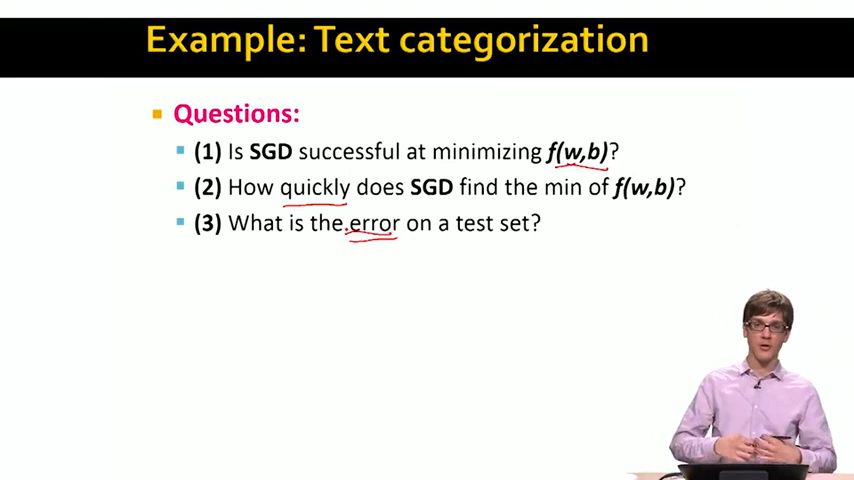 Example: Text categorization
Questions:
(1) Is SGD successful at minimizing f(w,b)?
(2) How quickly does SGD find the min of f(w,b)?
(3) What is the error on a test set?